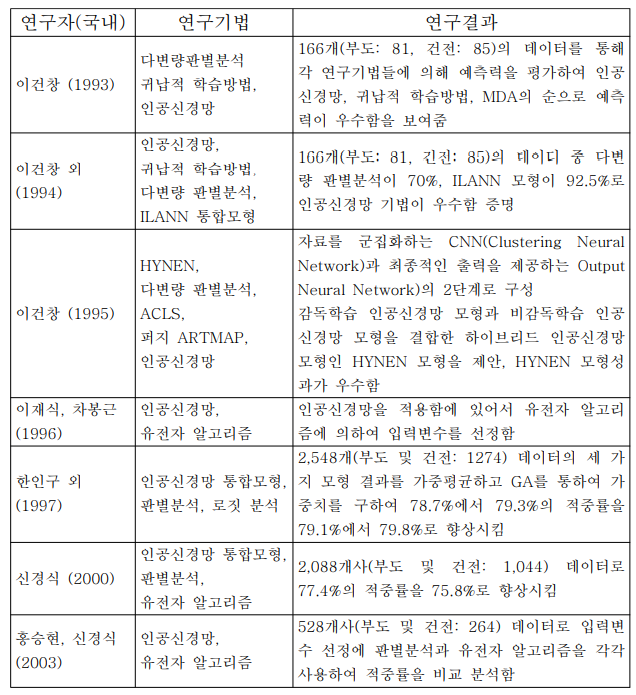 연구자(국내) 연구기법 연구결과
이건창 (1993)
다변량판별분석
귀납적 학습방법,
인공신경망
166개(부도: 81, 건전: 85)의 데이터를 통해
각 연구기법들에 의해 예측력을 평가하여 인공
신경망, 귀납적 학습방법, MDA의 순으로 예측
력이 우수함을 보여줌
이건창 외
(1994)
인공신경망,
귀납적 학습방법,
다변량 판별분석,
ILANN 통합모형
166개(부도: 81, 긴전: 85)의 데이디 중 다변
량 판별분석이 70%, ILANN 모형이 92.5%로
인공신경망 기법이 우수함 증명
이건창 (1995)
HYNEN,
다변량 판별분석,
ACLS,
퍼지 ARTMAP,
인공신경망
자료를 군집화하는 CNN(Clustering Neural
Network)과 최종적인 출력을 제공하는 Output
Neural Network)의 2단계로 구성
감독학습 인공신경망 모형과 비감독학습 인공
신경망 모형을 결합한 하이브리드 인공신경망
모형인 HYNEN 모형을 제안, HYNEN 모형성
과가 우수함
이재식, 차봉근
(1996)
인공신경망,
유전자 알고리즘
인공신경망을 적용함에 있어서 유전자 알고리
즘에 의하여 입력변수를 선정함
한인구 외
(1997)
인공신경망 통합모형,
판별분석, 로짓 분석
2,548개(부도 및 건전: 1274) 데이터의 세 가
지 모형 결과를 가중평균하고 GA를 통하여 가
중치를 구하여 78.7%에서 79.3%의 적중률을
79.1%에서 79.8%로 향상시킴
신경식 (2000)
인공신경망 통합모형,
판별분석,
유전자 알고리즘
2,088개사(부도 및 건전: 1,044) 데이터로
77.4%의 적중률을 75.8%로 향상시킴
홍승현, 신경식
(2003)
인공신경망,
유전자 알고리즘
528개사(부도 및 건전: 264) 데이터로 입력변
수 선정에 판별분석과 유전자 알고리즘을 각각
사용하여 적중률을 비교 분석함